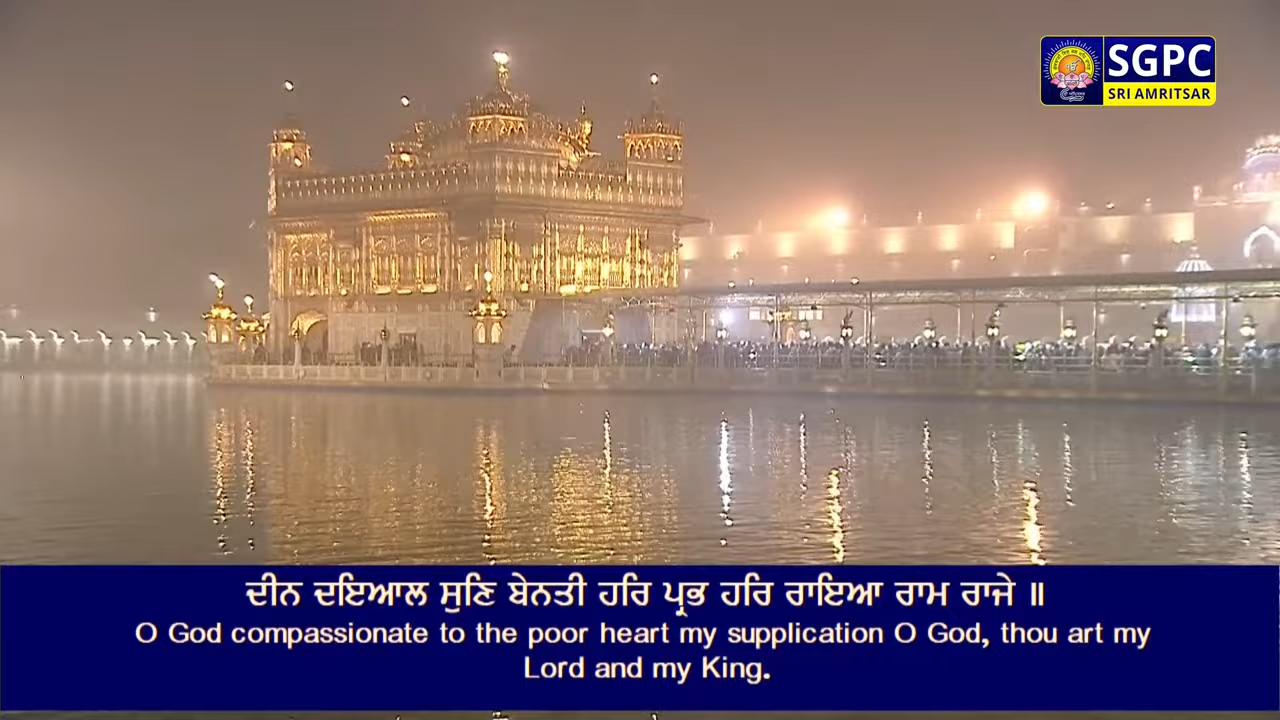 SGPC
SRI AMRITSAR
ਦੀਨ ਦਇਆਲ ਸੁਣਿ ਬੇਨਤੀ ਹਰਿ ਪ੍ਰਭ ਹਰਿ ਰਾਇਆ ਰਾਮ ਰਾਜੇ ॥
O God compassionate to the poor heart my supplication O God, thou art my
Lord and my King.